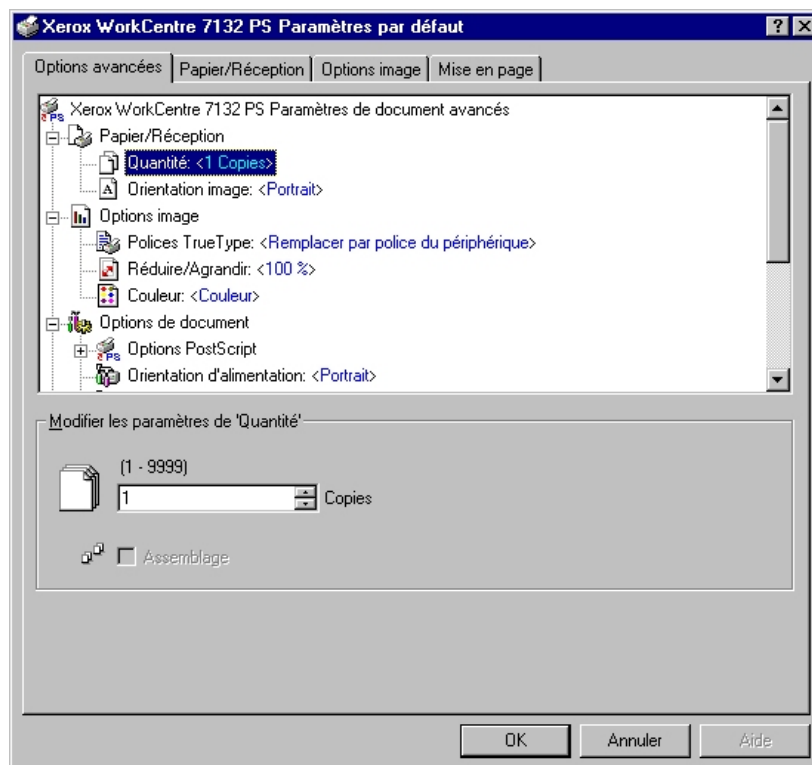 Xerox WorkCentre 7132 PS Paramètres par défaut
Options avancées Papier/Réception Options image Mise en page
Xerox WorkCentre 7132 PS Paramètres de document avancés
Papier/Réception
Quantité: <1 Copies>
Orientation image: <Portrait>
Options image
Polices TrueType: <Remplacer par police du périphérique>
Réduire/Agrandir: <100 %>
Couleur: <Couleur>
Options de document
Options PostScript
Orientation d'alimentation: <Portrait>
Modifier les paramètres de 'Quantité'
(1 - 9999)
1 Copies
Assemblage
OK Annuler Aide